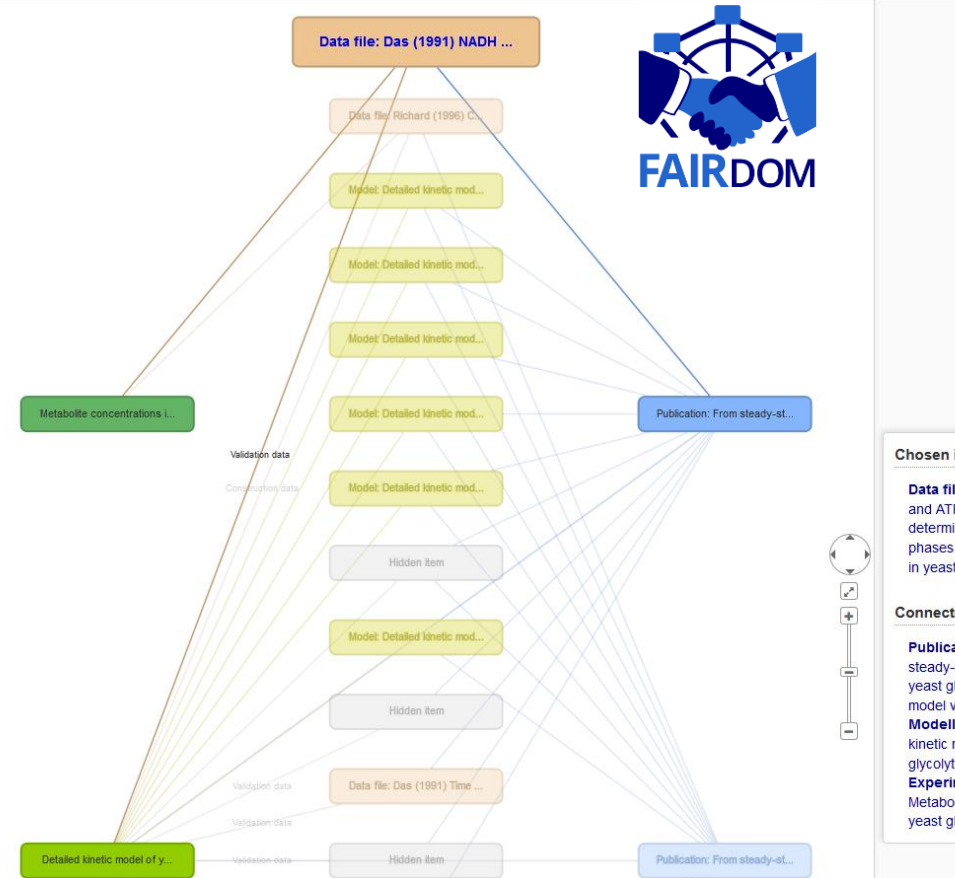 Data file: Das (1991) NADH ...
FAIRDOM
Data file: Richard (1996) C...
Model: Detailed kinetic mod...
Model: Detailed kinetic mod...
Model: Detailed kinetic mod...
Metabolite concentrations i...
Model: Detailed kinetic mod...
Publication: From steady-st...
Validation data
Construction data
Model: Detailed kinetic mod...
Hidden item
Model: Detailed kinetic mod...
Hidden item
Validation data
Data file: Das (1991) Time ...
Validation data
Detailed kinetic model of y...
Validation data
Hidden item
Publication: From steady-st...
Chosen i
Data fil
and ATI
determi
phases
in yeast
Connect
Publica
steady-
yeast gl
model v
Modell
kinetic r
glycolyt
Experi
Metabo
yeast gl